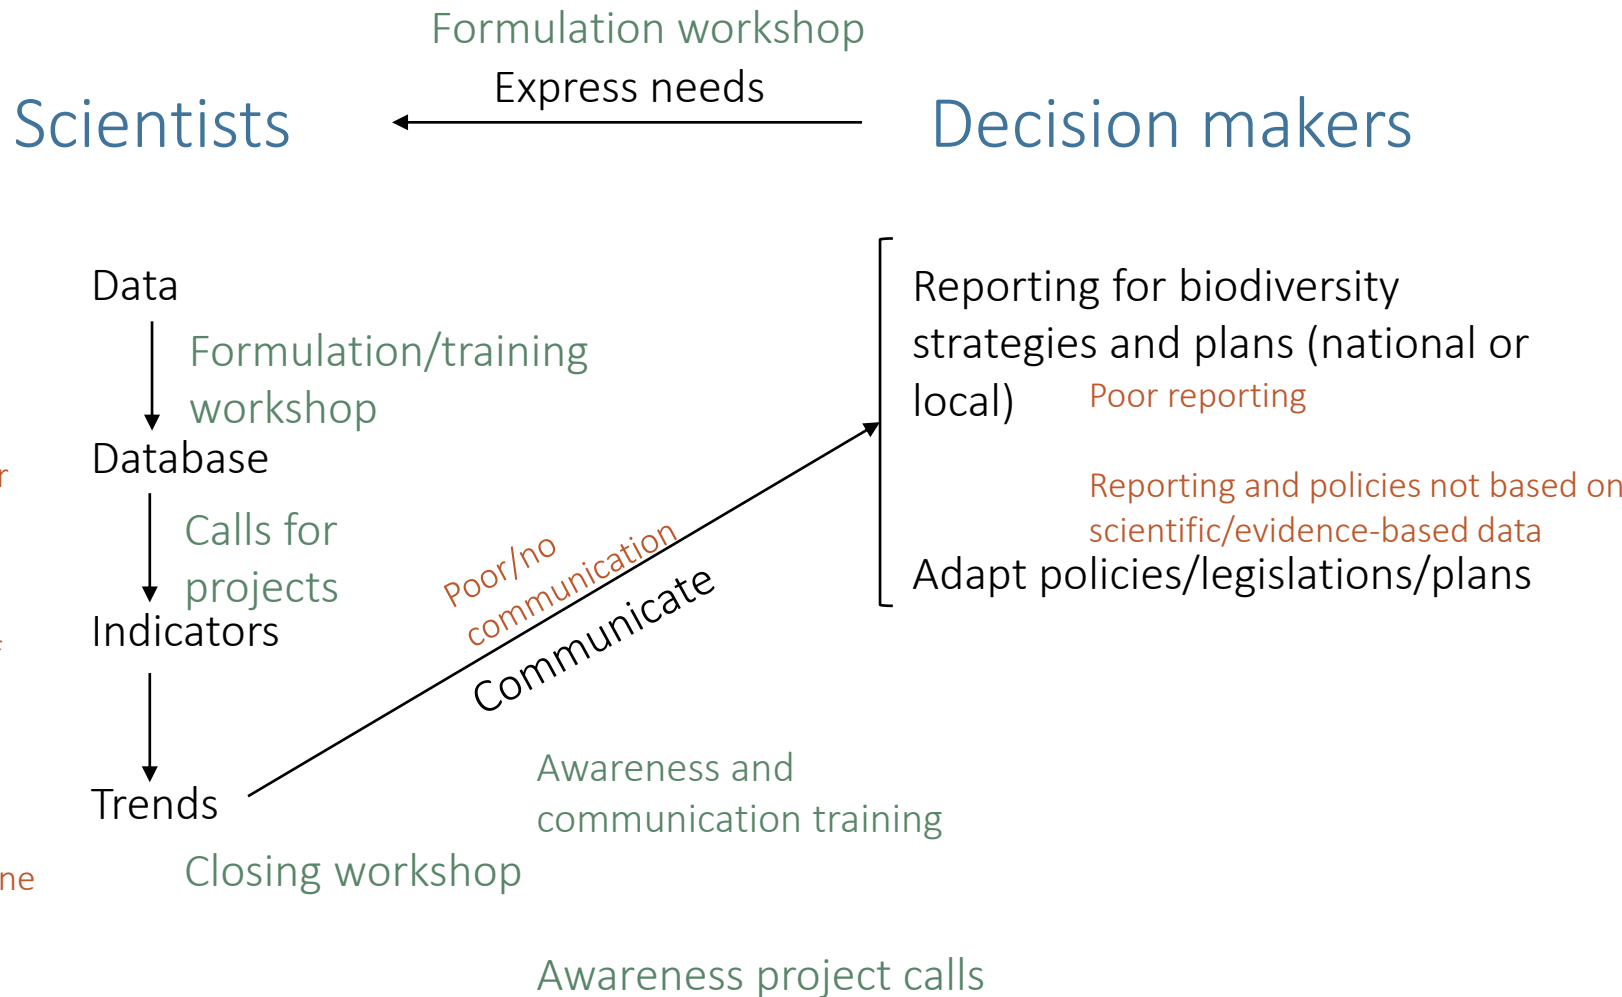 Formulation workshop
Express needs
Scientists
Decision makers
Data
Formulation/training
workshop
Database
Calls for
projects
Indicators
Trends
Closing workshop
Poor/no
communication
Communicate
Awareness and
communication training
Awareness project calls
Reporting for biodiversity
strategies and plans (national or
local)
Poor reporting
Reporting and policies not based on
scientific/evidence-based data
Adapt policies/legislations/plans